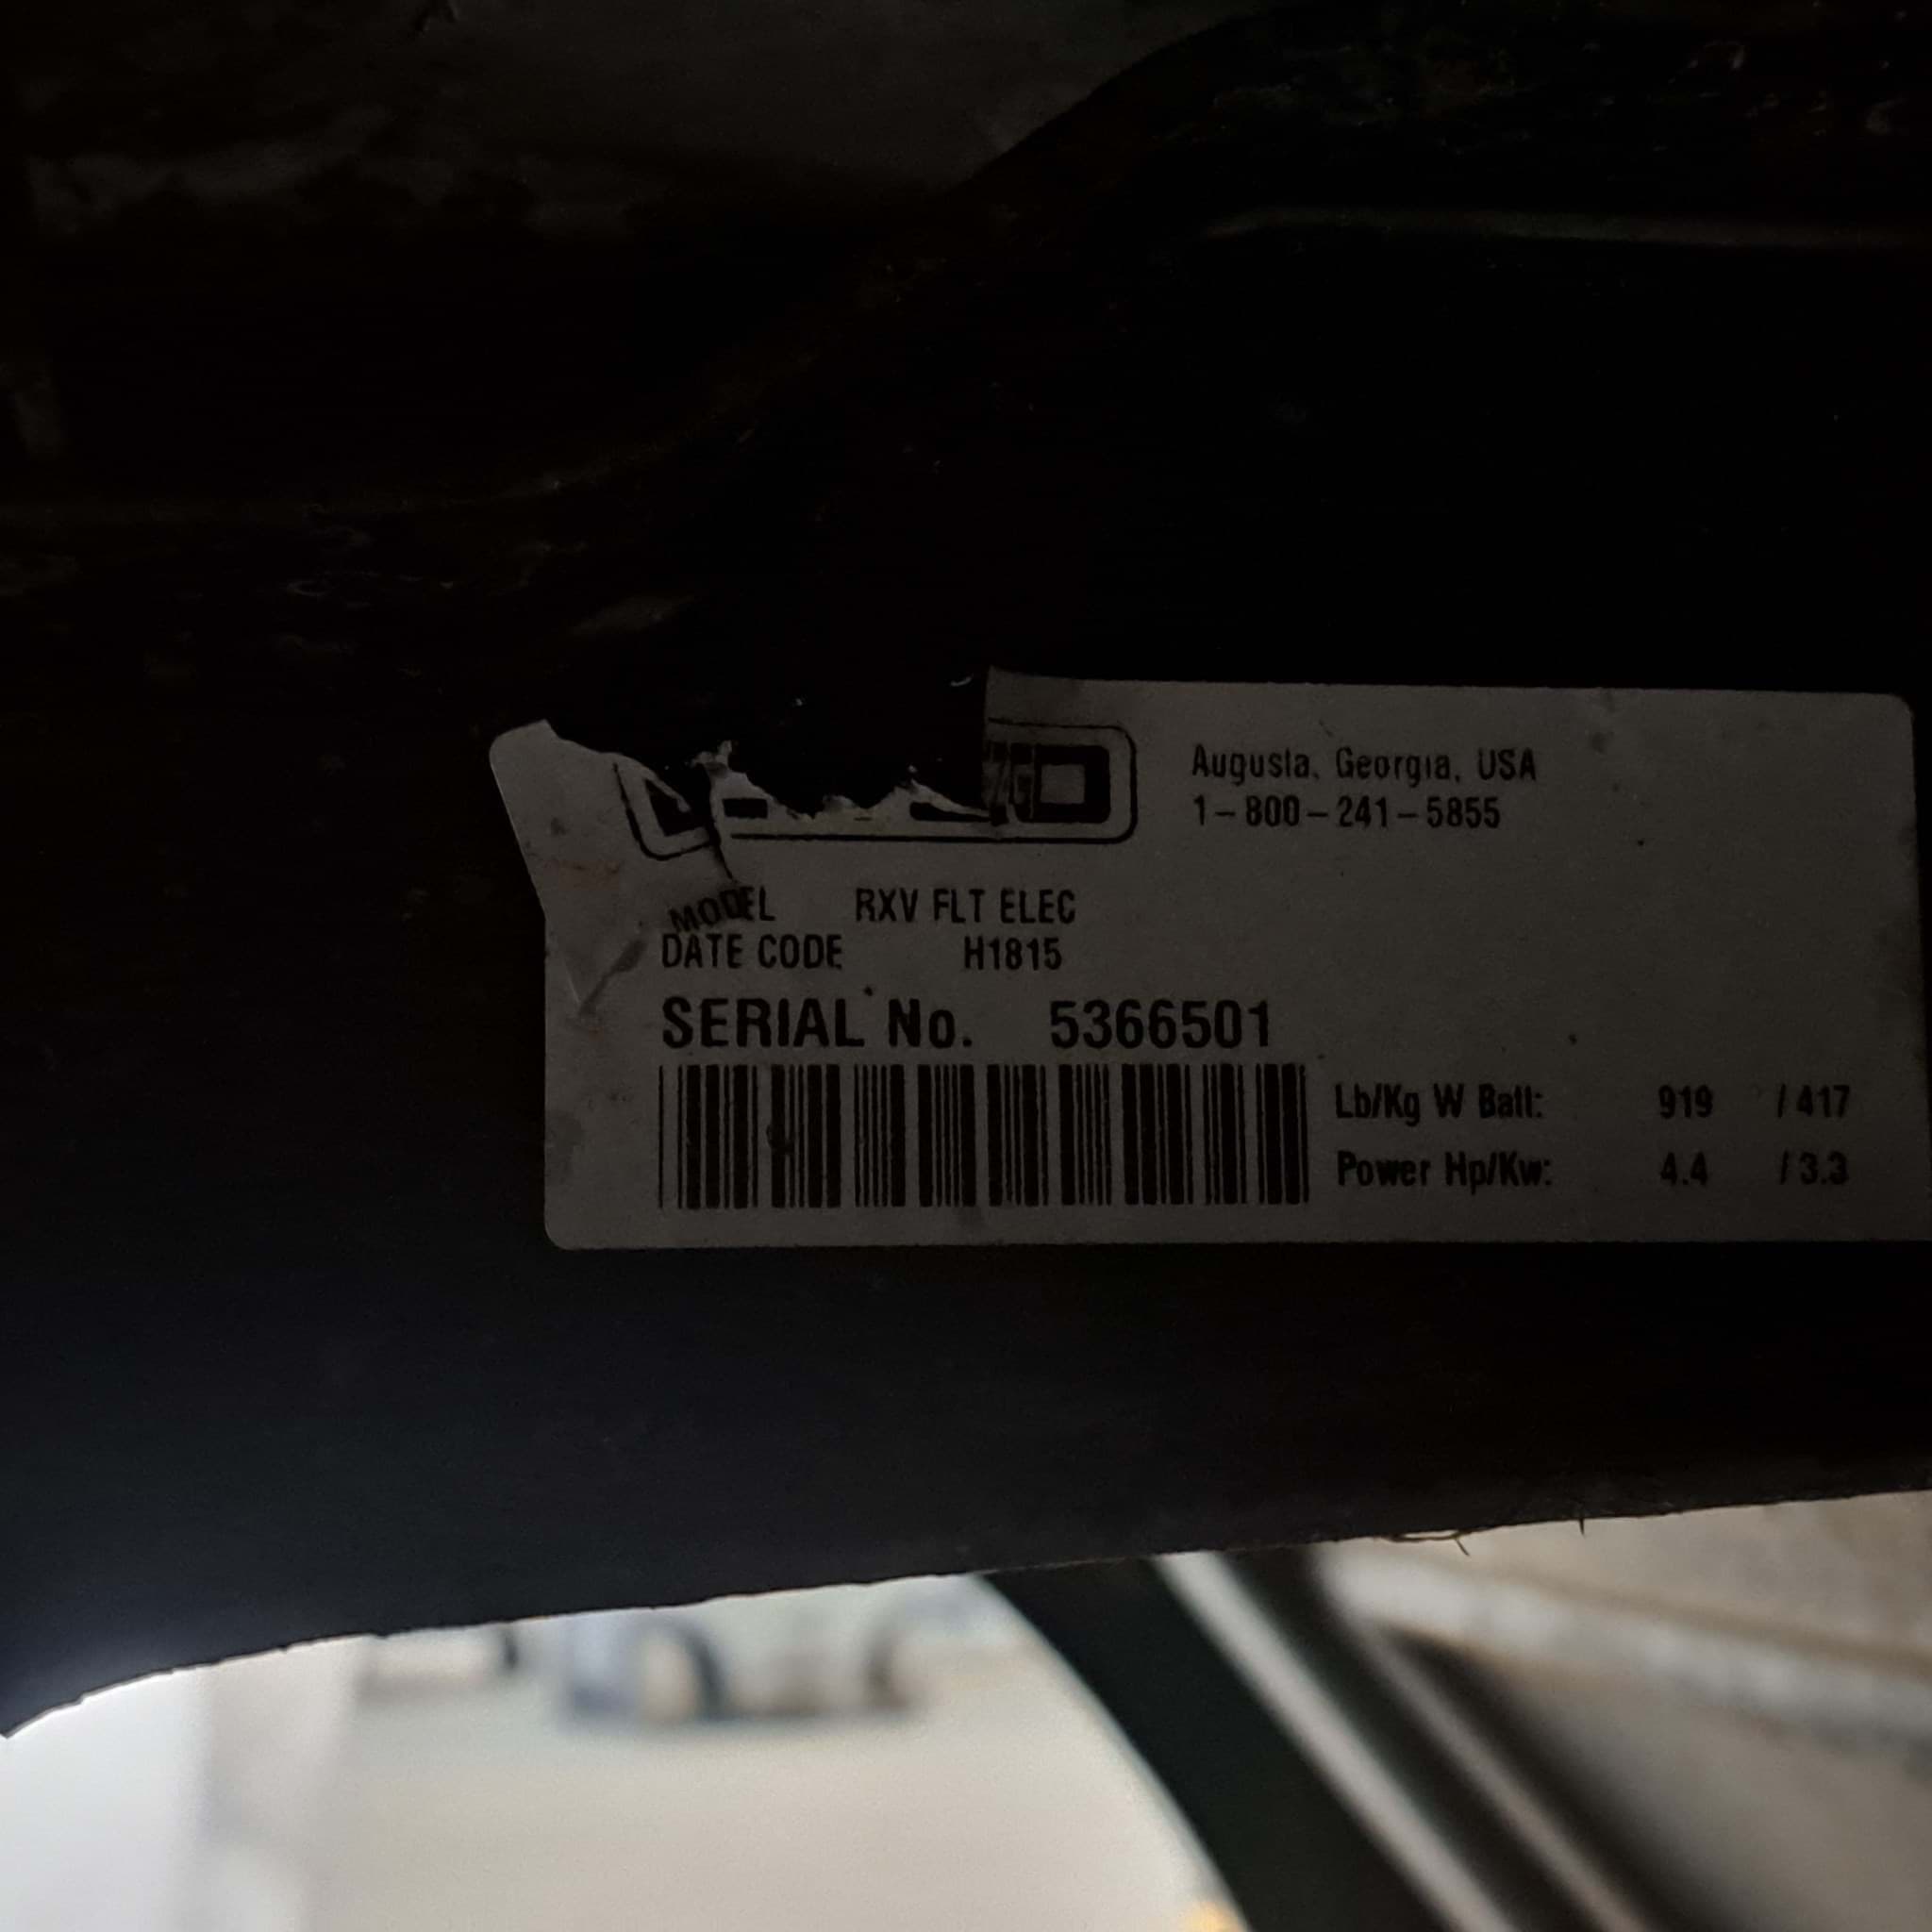 Augusta, Georgia, USA
1-800-241-5855
MODEL RXV FLT ELEC
DATE CODE H1815
SERIAL No. 5366501
Lb/Kg W Batt: 919 / 417
Power Hp/Kw: 4.4 / 3.3